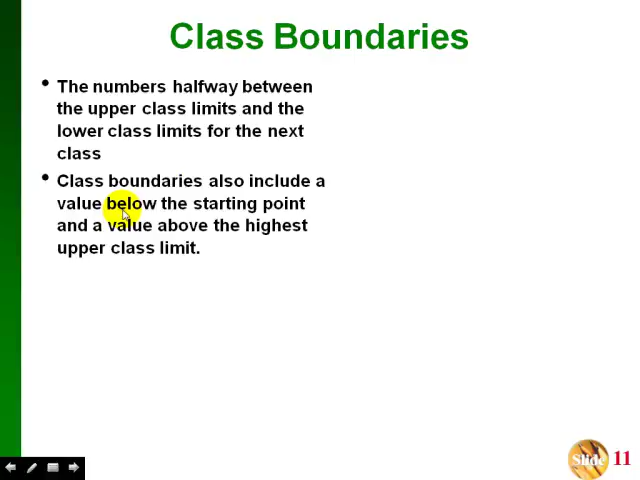 Class Boundaries
• The numbers halfway between
the upper class limits and the
lower class limits for the next
class
• Class boundaries also include a
value below the starting point
and a value above the highest
upper class limit.
Slide 11